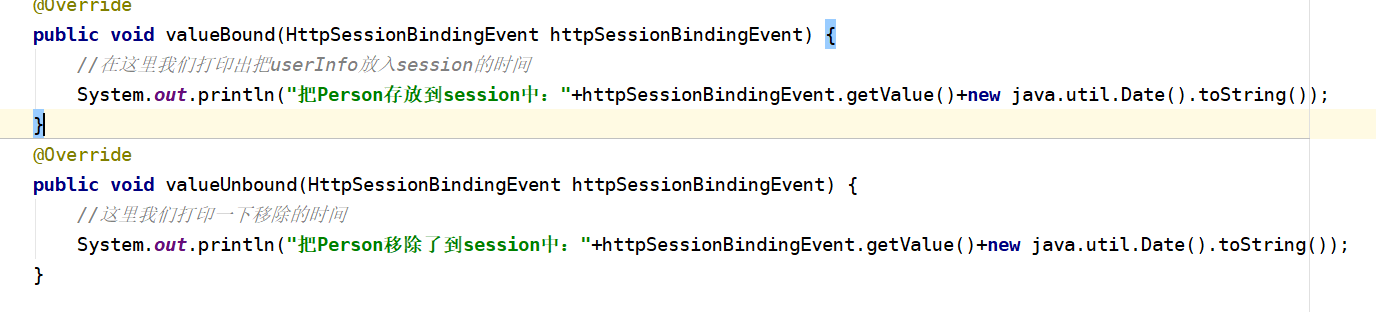 @Override
public void valueBound(HttpSessionBindingEvent httpSessionBindingEvent) {
//在这里我们打印出把userInfo放入session的时间
System.out.println("把Person存放到session中："+httpSessionBindingEvent.getValue()+new java.util.Date().toString());
}
@Override
public void valueUnbound(HttpSessionBindingEvent httpSessionBindingEvent) {
//这里我们打印一下移除的时间
System.out.println("把Person移除了到session中："+httpSessionBindingEvent.getValue()+new java.util.Date().toString());
}